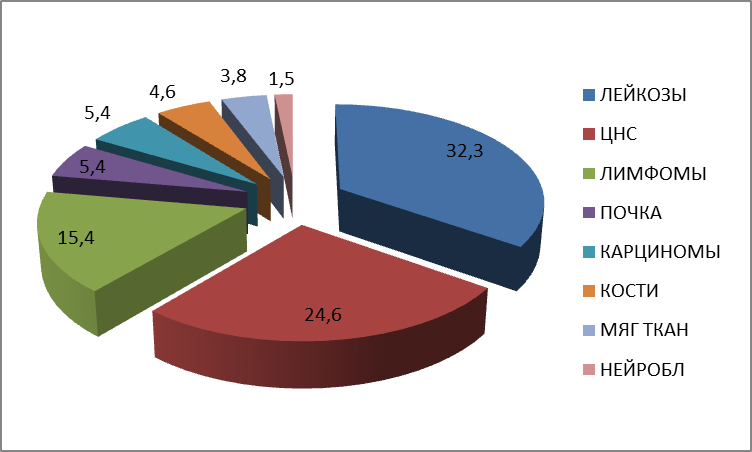 1,5
3,8
4,6
5,4
5,4
15,4
32,3
24,6
ЛЕЙКОЗЫ
ЦНС
ЛИМФОМЫ
ПОЧКА
КАРЦИНОМЫ
КОСТИ
МЯГ ТКАН
НЕЙРОБЛ